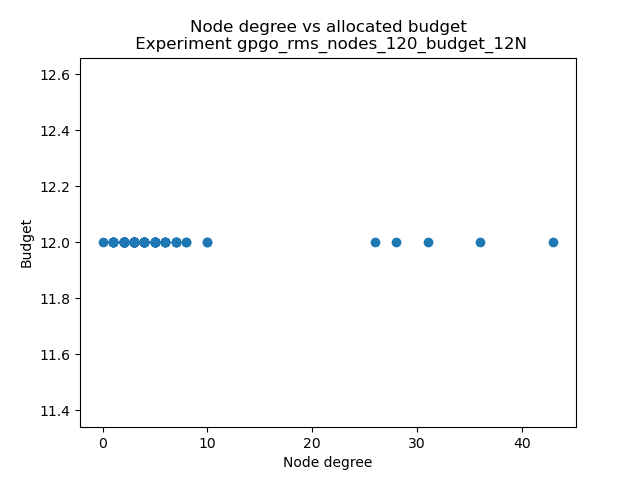 Node degree vs allocated budget
Experiment gpgo_rms_nodes_120_budget_12N
12.6
12.4
12.2
12.0
11.8
11.6
11.4
Budget
0 10 20 30 40
Node degree